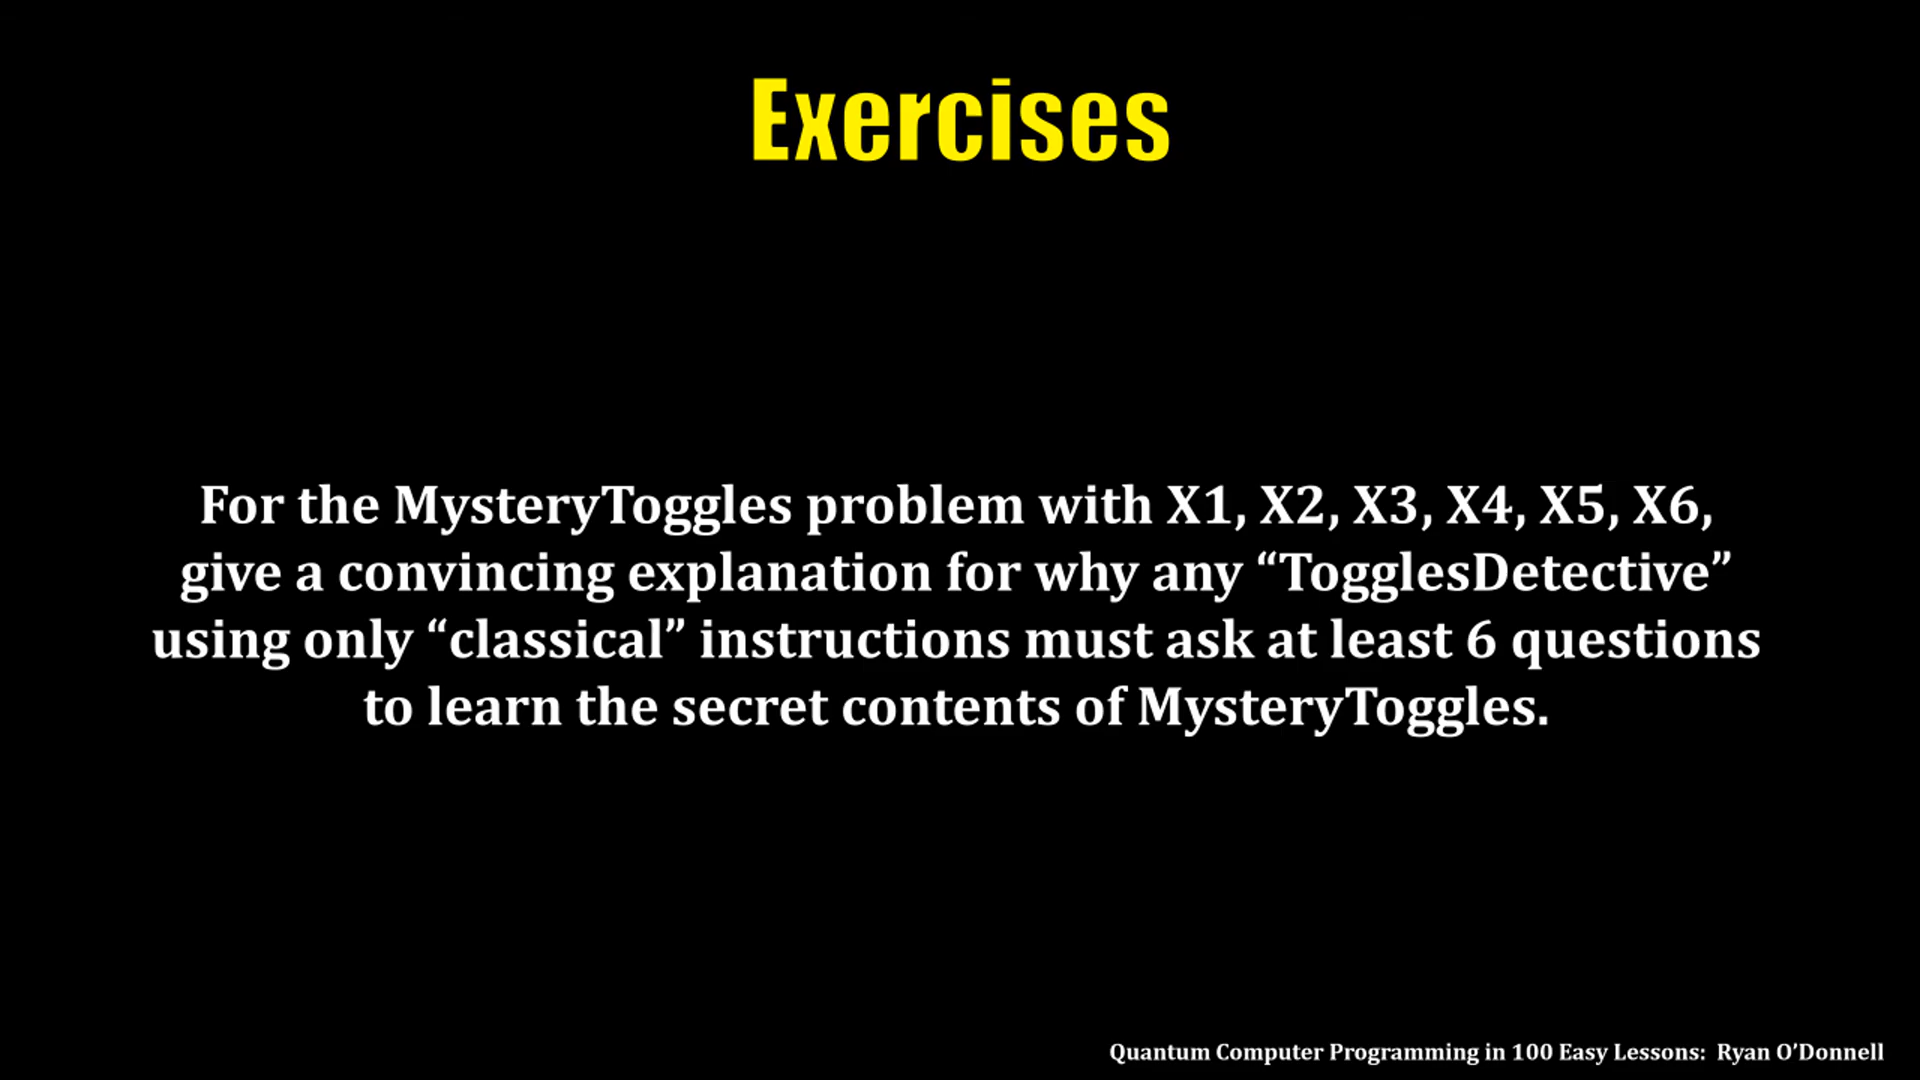 Exercises
For the MysteryToggles problem with X1, X2, X3, X4, X5, X6,
give a convincing explanation for why any “TogglesDetective”
using only “classical” instructions must ask at least 6 questions
to learn the secret contents of MysteryToggles.
Quantum Computer Programming in 100 Easy Lessons: Ryan O’Donnell